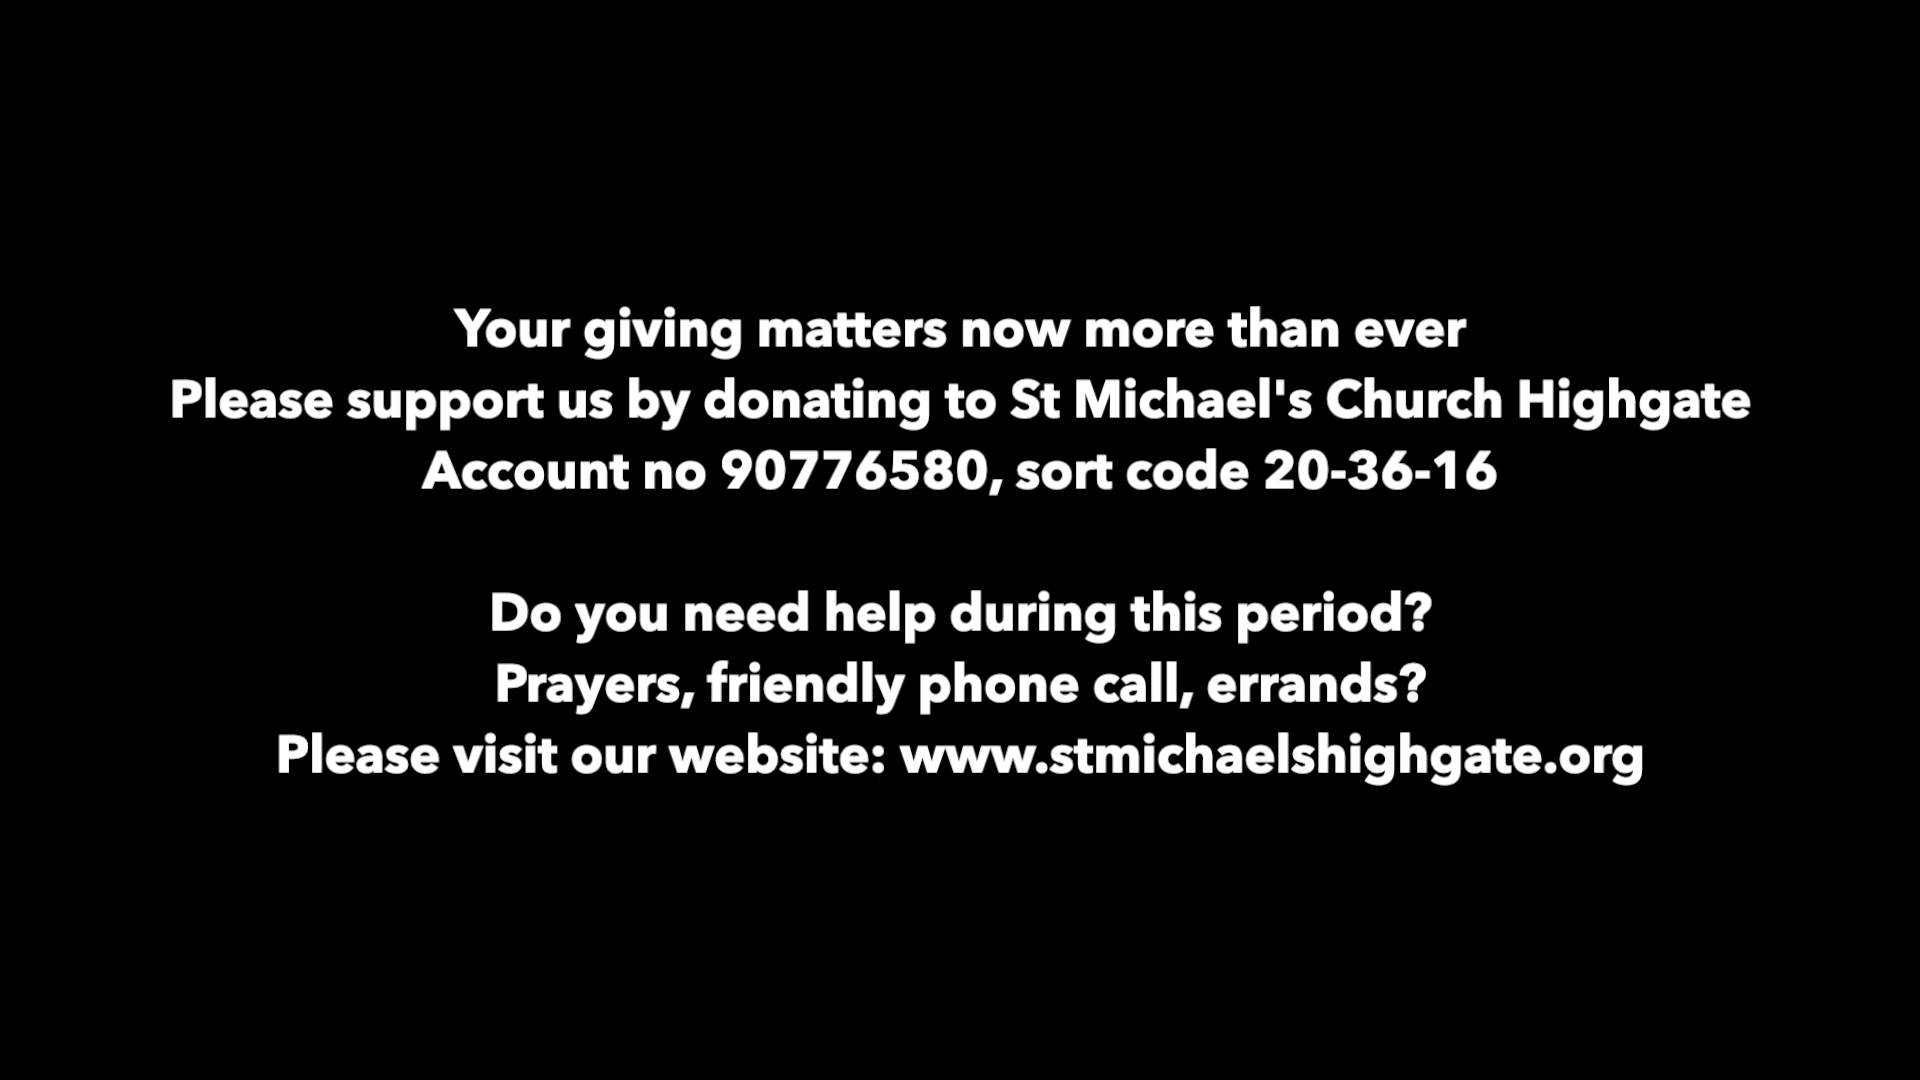 Your giving matters now more than ever
Please support us by donating to St Michael's Church Highgate
Account no 90776580, sort code 20-36-16
Do you need help during this period?
Prayers, friendly phone call, errands?
Please visit our website: www.stmichaelshighgate.org